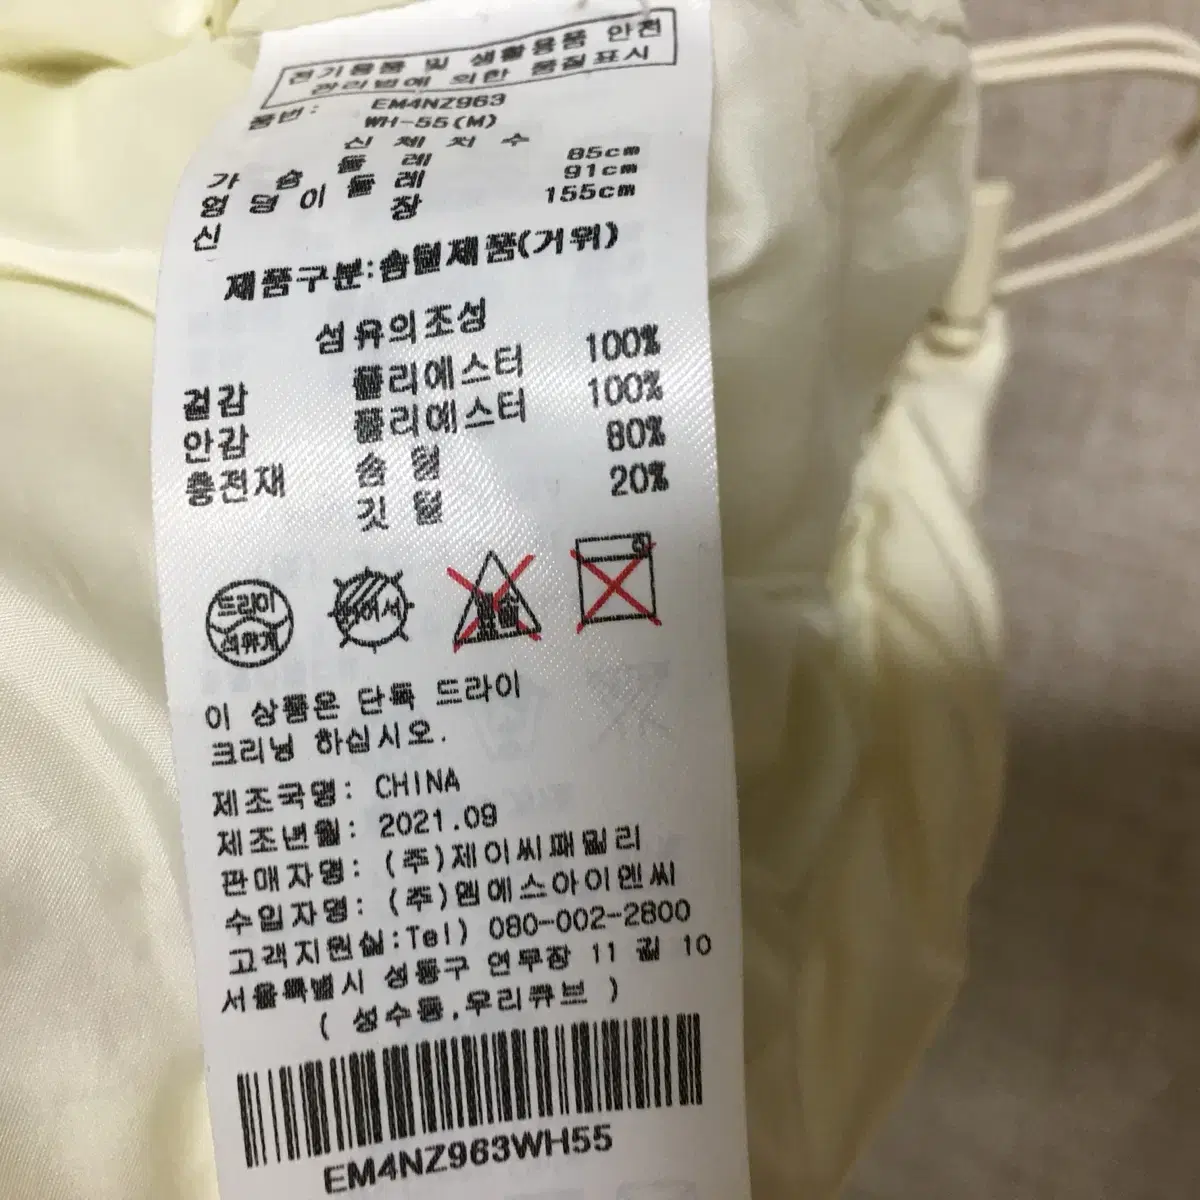 전기용품 및 생활용품 안전
관리법에 의한 품질표시
품번: EM4NZ963
WH-55(M)
신 체 치 수
가 슴 둘 레 85cm
엉 덩 이 둘 레 91cm
신 장 155cm
제품구분:솜털제품(거위)
섬유의조성
겉감 폴리에스터 100%
안감 폴리에스터 100%
충전재 솜 털 80%
깃 털 20%
드라이
석유계
이 상품은 단독 드라이
크리닝 하십시오.
제조국명: CHINA
제조년월: 2021.09
판매자명: (주)제이씨패밀리
수입자명: (주)엠에스아이엔씨
고객지원실:Tel) 080-002-2800
서울특별시 성동구 연무장 11 길 10
( 성수동,우리큐브 )
EM4NZ963WH55